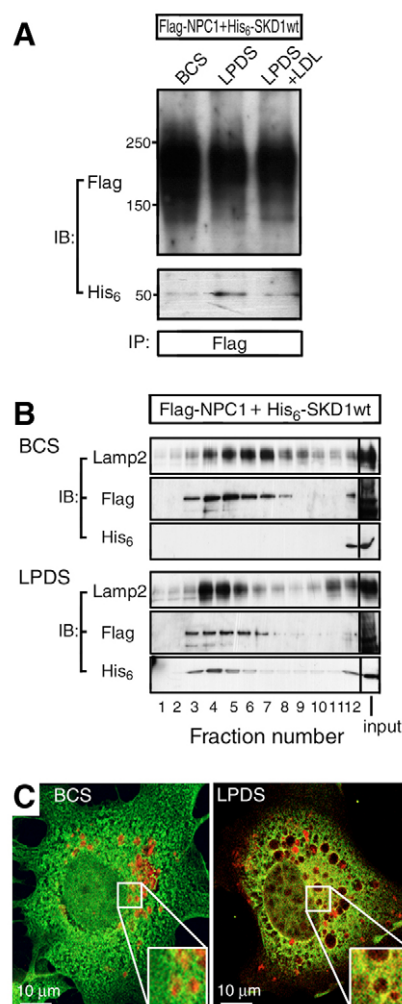 A
Flag-NPC1+His6-SKD1wt
BCS LPDS LPDS +LDL
250
Flag
150
IB:
His6 50
IP: Flag
B
Flag-NPC1 + His6-SKD1wt
BCS
Lamp2
IB: Flag
His6
LPDS
Lamp2
IB: Flag
His6
1 2 3 4 5 6 7 8 9 10 11 12 input
Fraction number
C BCS LPDS
10 µm 10 µm